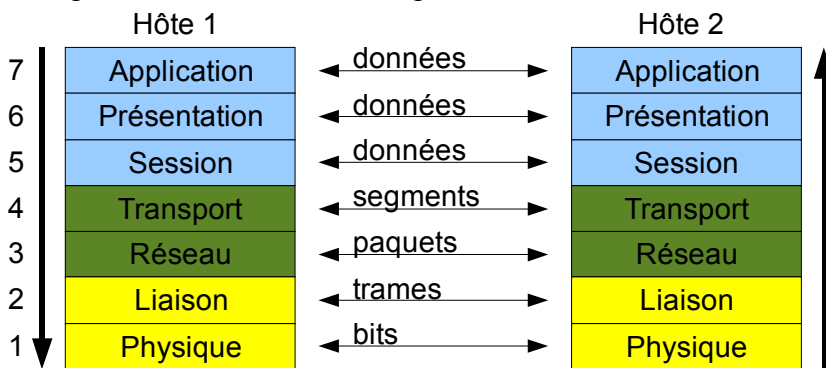 Hôte 1 Hôte 2
7 Application données Application
6 Présentation données Présentation
5 Session données Session
4 Transport segments Transport
3 Réseau paquets Réseau
2 Liaison trames Liaison
1 Physique bits Physique